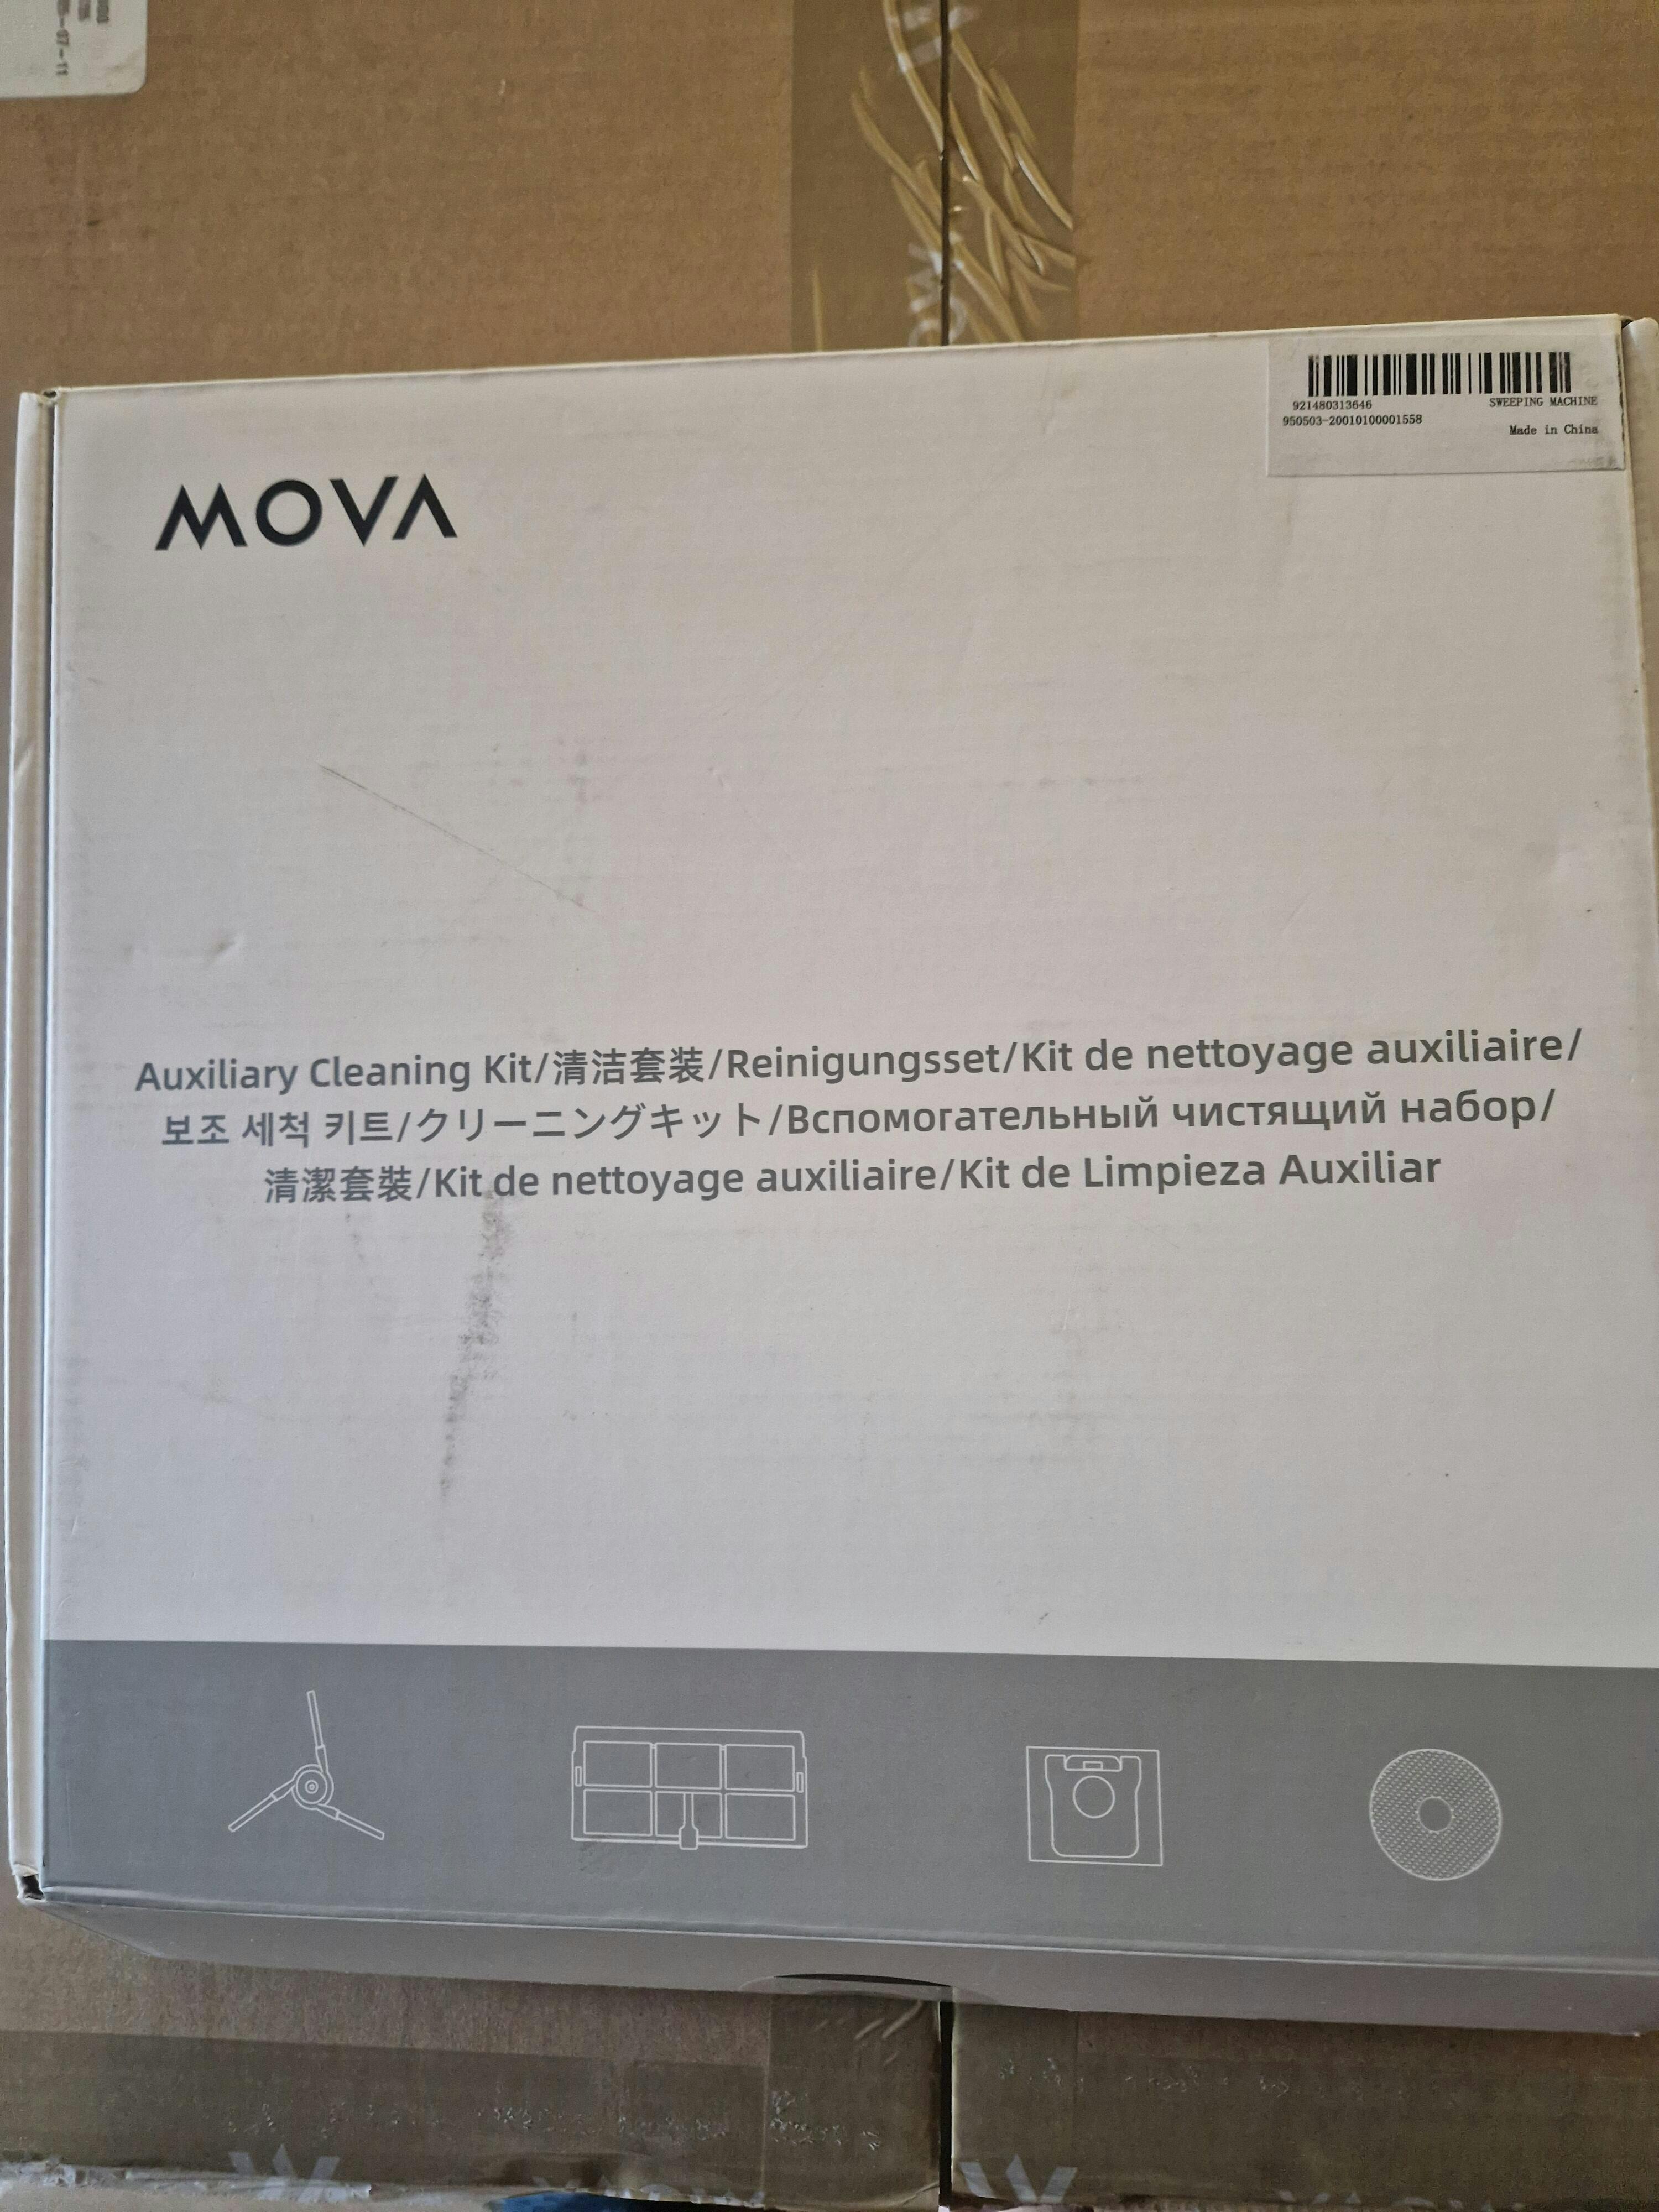 -07-11
921480313646
SWEEPING MACHINE
950503-20010100001558
Made in China
MOVA
Auxiliary Cleaning Kit/清洁套装/Reinigungsset/Kit de nettoyage auxiliaire/
보조 세척 키트/クリーニングキット/Вспомогательный чистящий набор/
清潔套裝/Kit de nettoyage auxiliaire/Kit de Limpieza Auxiliar